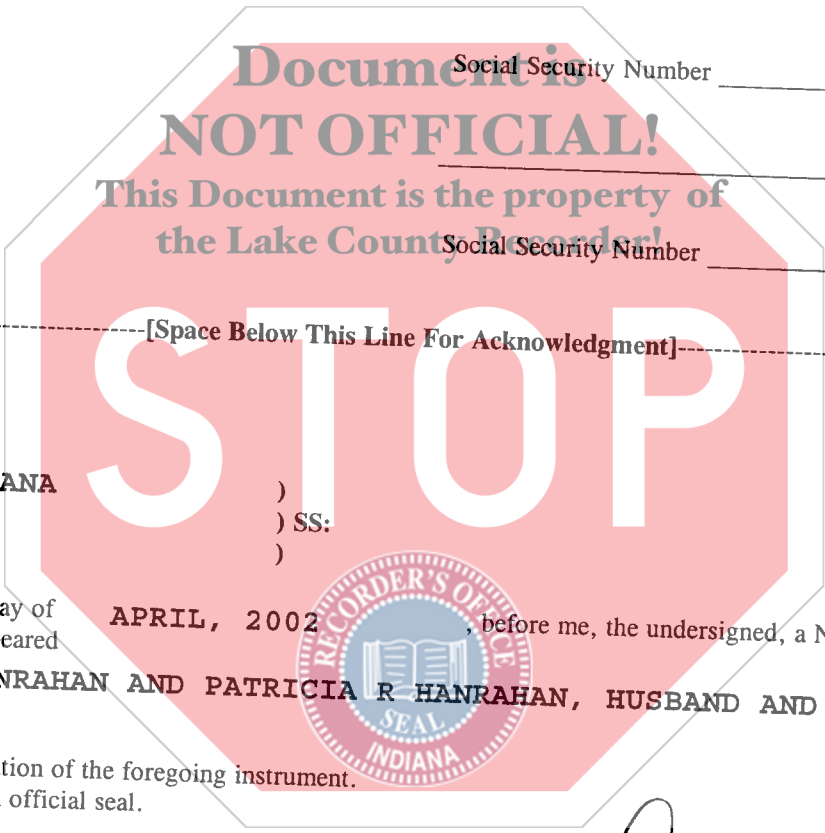 Document is
Social Security Number
NOT OFFICIAL!
This Document is the property of
the Lake County Recorder!
Social Security Number
[Space Below This Line For Acknowledgment]
STOP
ANA )
) SS:
)
ay of APRIL, 2002 , before me, the undersigned, a N
eared
NRAHAN AND PATRICIA R HANRAHAN, HUSBAND AND
tion of the foregoing instrument.
official seal.
RECORDER'S OFFICE
SEAL
INDIANA